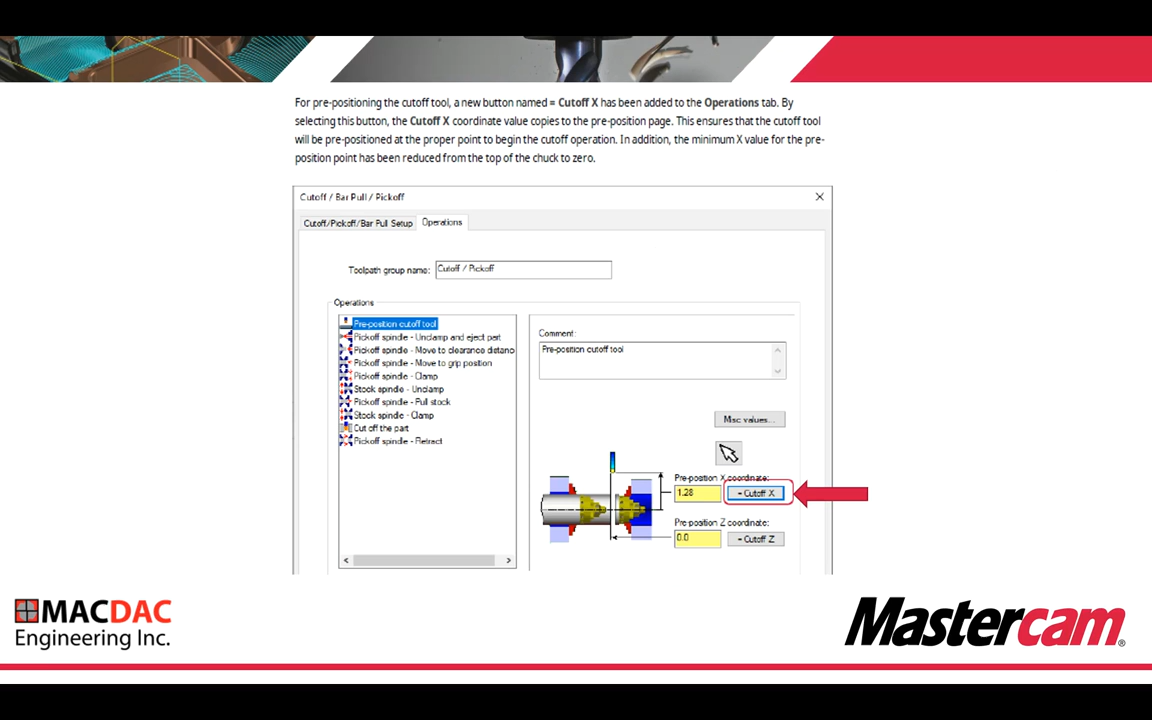 For pre-positioning the cutoff tool, a new button named = Cutoff X has been added to the Operations tab. By
selecting this button, the Cutoff X coordinate value copies to the pre-position page. This ensures that the cutoff tool
will be pre-positioned at the proper point to begin the cutoff operation. In addition, the minimum X value for the pre-
position point has been reduced from the top of the chuck to zero.
Cutoff / Bar Pull / Pickoff
Cutoff/Pickoff/Bar Pull Setup
Operations
Toolpath group name:
Cutoff / Pickoff
Operations
Pre-position cutoff tool
Pickoff spindle - Unclamp and eject part
Pickoff spindle - Move to clearance distanc
Pickoff spindle - Move to grip position
Pickoff spindle - Clamp
Stock spindle - Unclamp
Pickoff spindle - Pull stock
Stock spindle - Clamp
Cut off the part
Pickoff spindle - Retract
Comment:
Pre-position cutoff tool
Misc values...
Pre-position X coordinate:
1.28
= Cutoff X
Pre-position Z coordinate:
0.0
= Cutoff Z
MACDAC
Engineering Inc.
Mastercam®